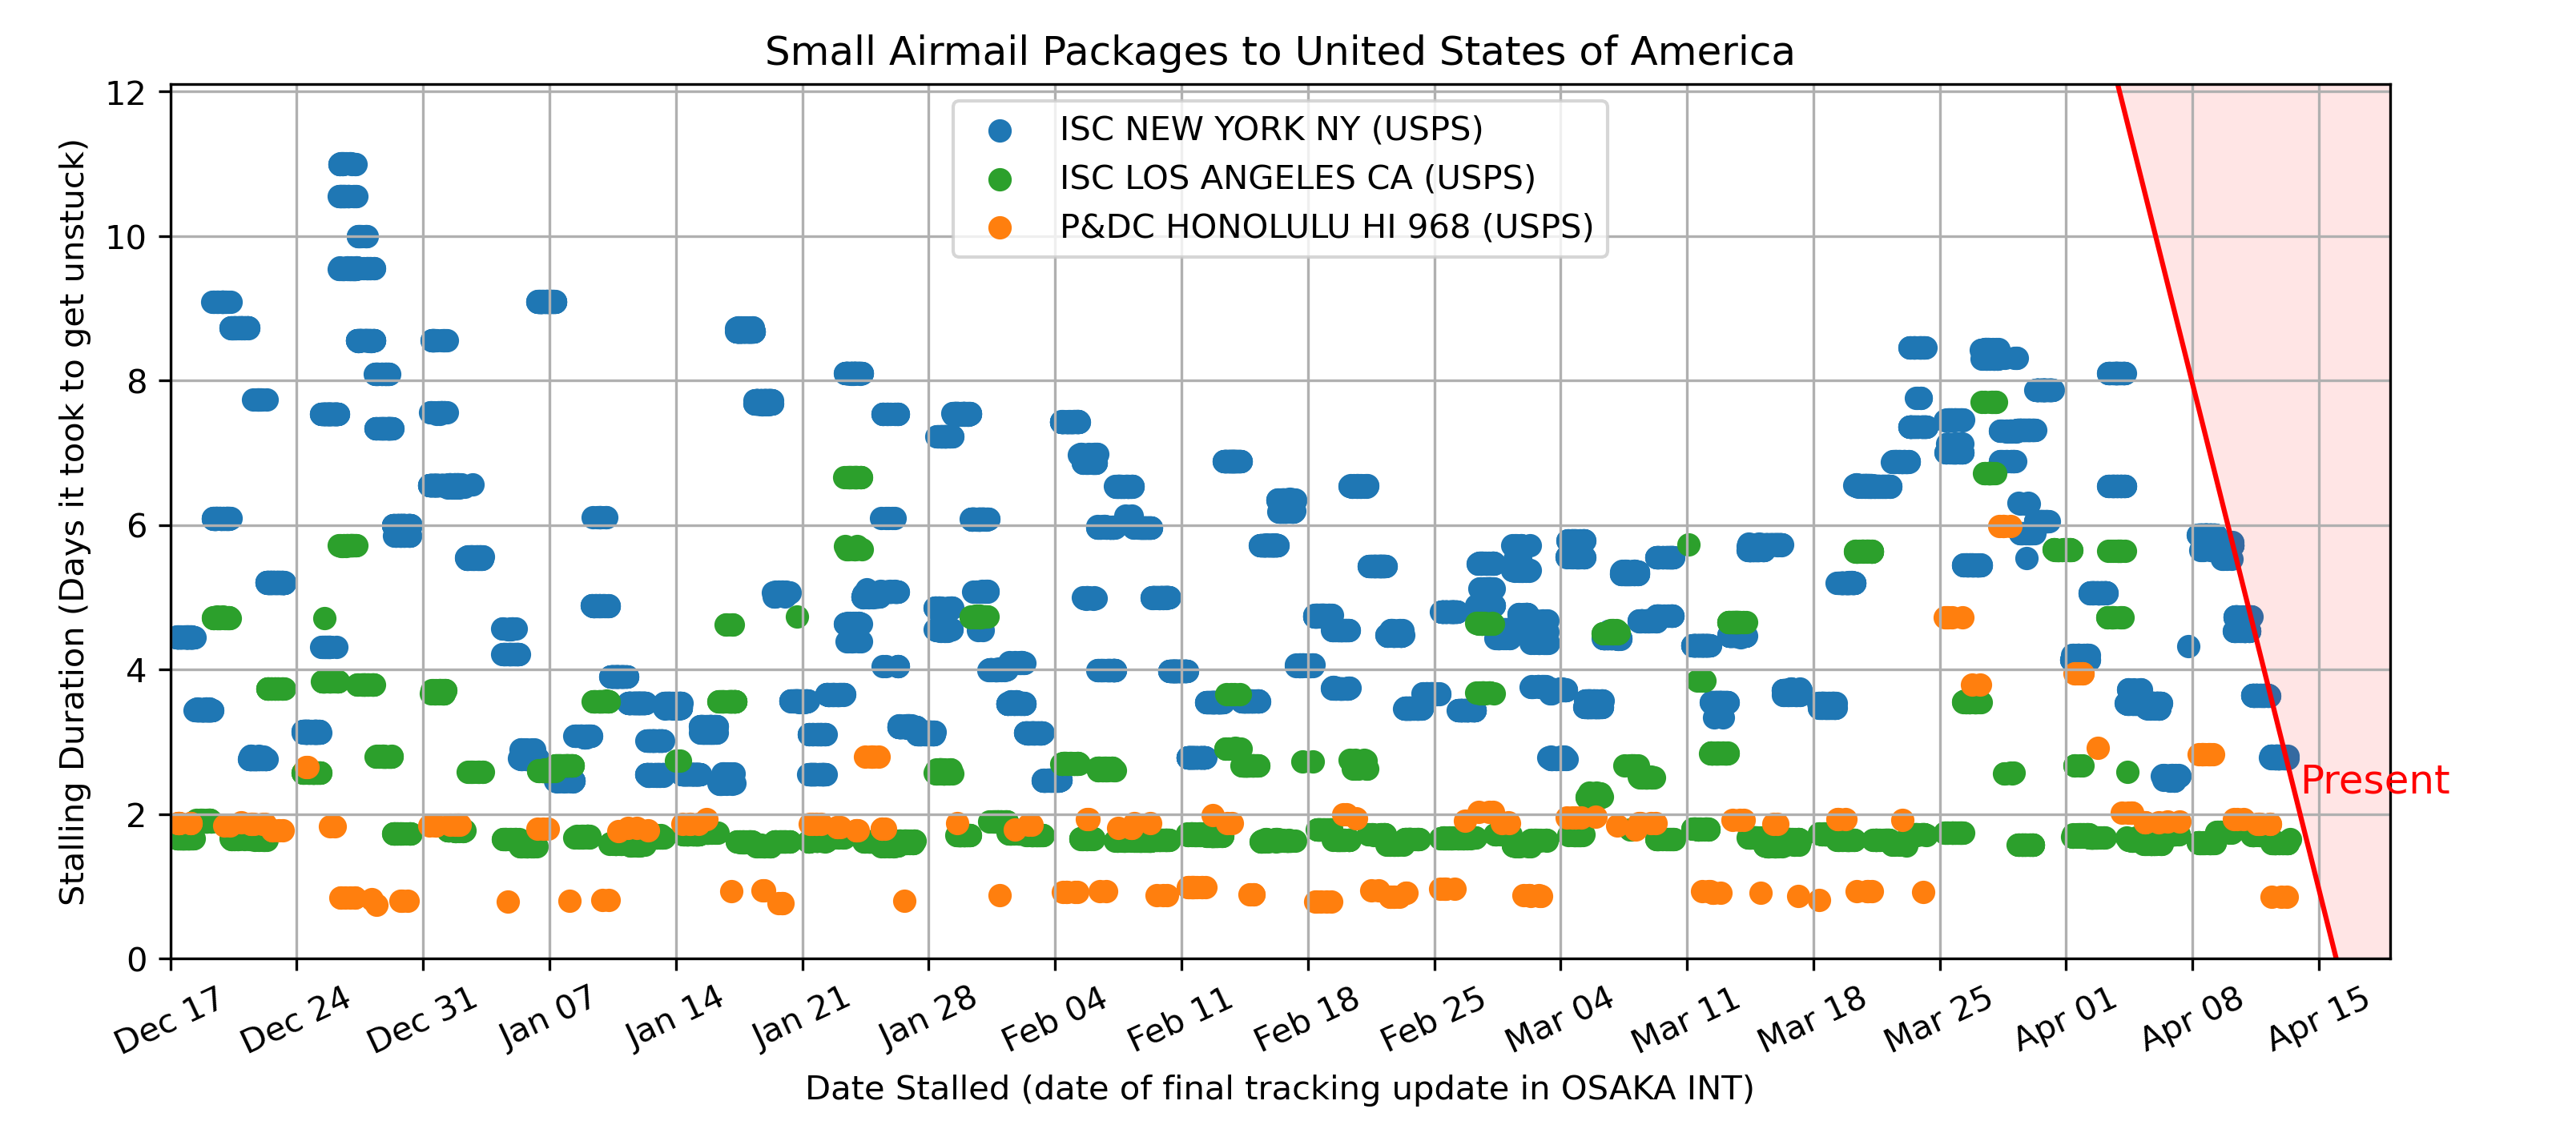 Small Airmail Packages to United States of America
ISC NEW YORK NY (USPS)
ISC LOS ANGELES CA (USPS)
P&DC HONOLULU HI 968 (USPS)
Stalling Duration (Days it took to get unstuck)
12
10
8
6
4
2
0
Present
Dec 17
Dec 24
Dec 31
Jan 07
Jan 14
Jan 21
Jan 28
Feb 04
Feb 11
Feb 18
Feb 25
Mar 04
Mar 11
Mar 18
Mar 25
Apr 01
Apr 08
Apr 15
Date Stalled (date of final tracking update in OSAKA INT)